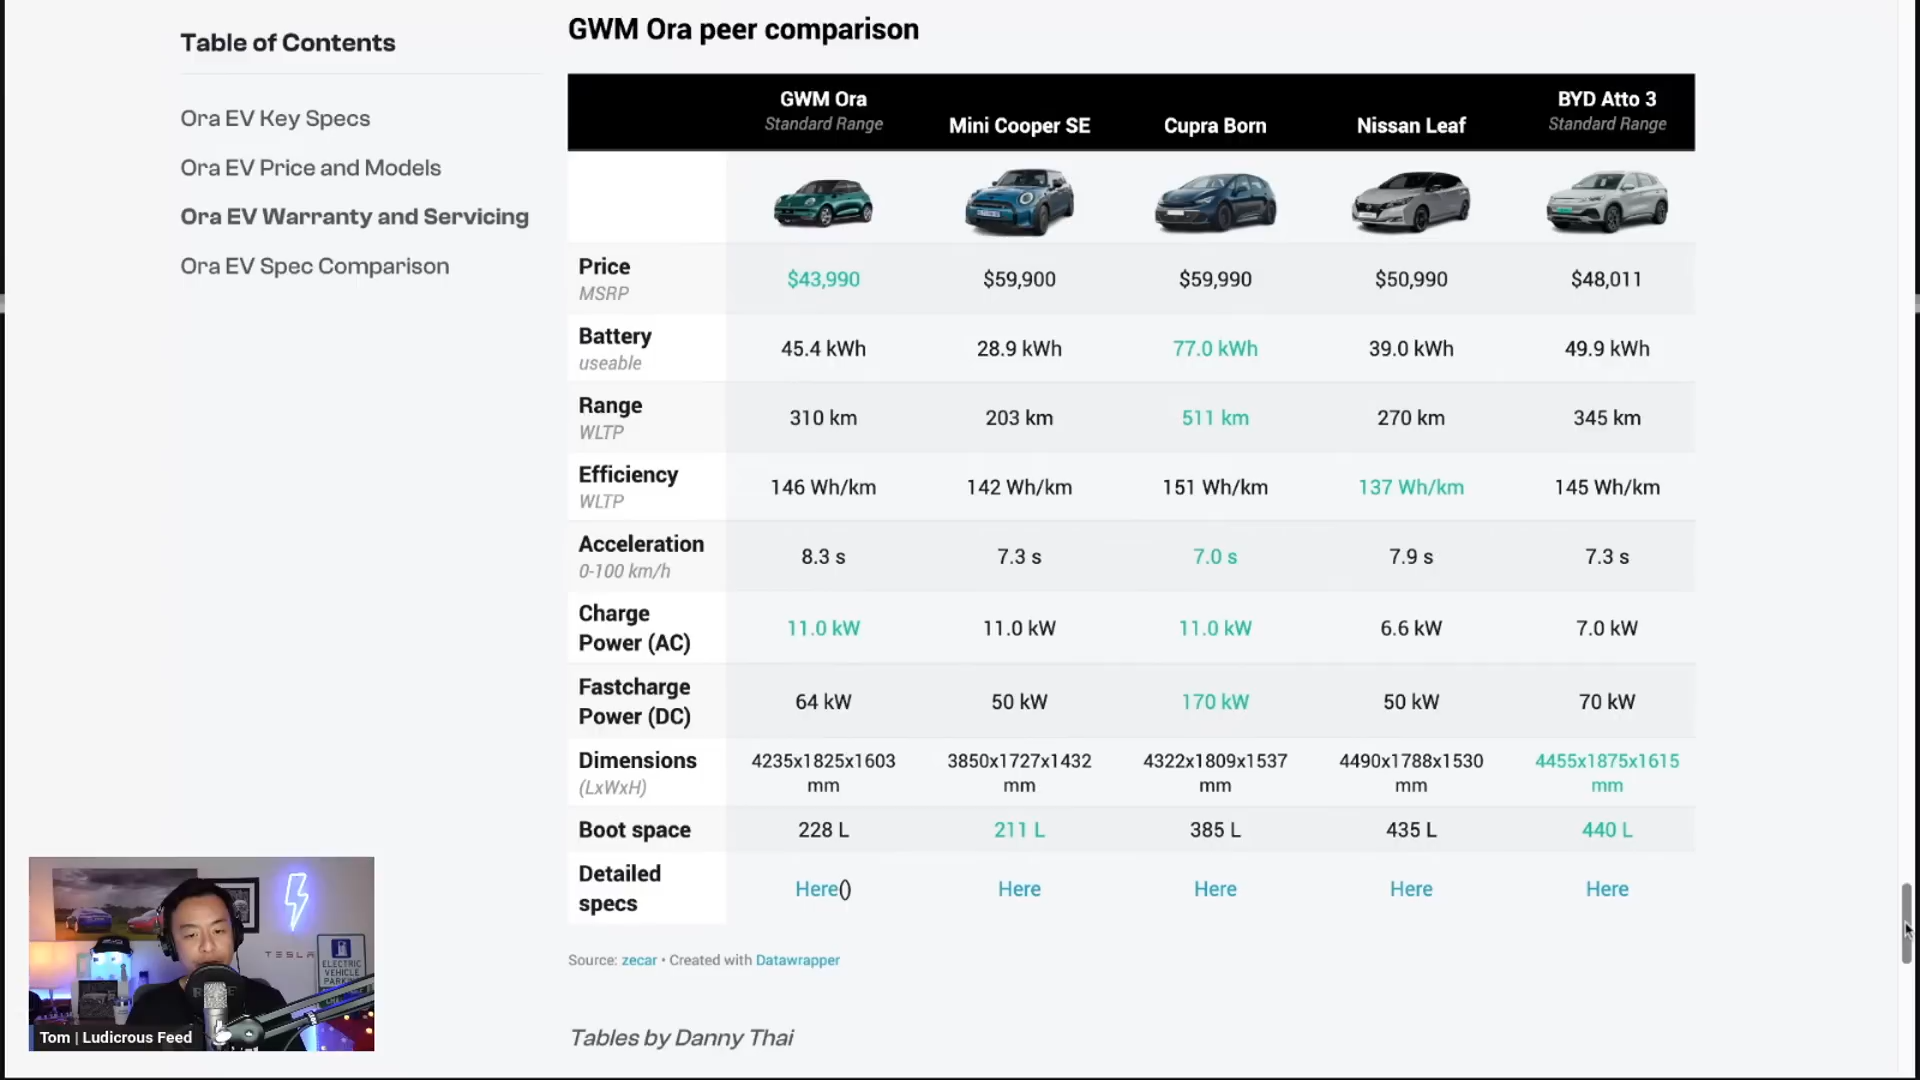 Table of Contents
Ora EV Key Specs
Ora EV Price and Models
Ora EV Warranty and Servicing
Ora EV Spec Comparison
GWM Ora peer comparison
GWM Ora Standard Range Mini Cooper SE Cupra Born Nissan Leaf BYD Atto 3 Standard Range
Price MSRP $43,990 $59,900 $59,990 $50,990 $48,011
Battery useable 45.4 kWh 28.9 kWh 77.0 kWh 39.0 kWh 49.9 kWh
Range WLTP 310 km 203 km 511 km 270 km 345 km
Efficiency WLTP 146 Wh/km 142 Wh/km 151 Wh/km 137 Wh/km 145 Wh/km
Acceleration 0-100 km/h 8.3 s 7.3 s 7.0 s 7.9 s 7.3 s
Charge Power (AC) 11.0 kW 11.0 kW 11.0 kW 6.6 kW 7.0 kW
Fastcharge Power (DC) 64 kW 50 kW 170 kW 50 kW 70 kW
Dimensions (LxWxH) 4235x1825x1603 mm 3850x1727x1432 mm 4322x1809x1537 mm 4490x1788x1530 mm 4455x1875x1615 mm
Boot space 228 L 211 L 385 L 435 L 440 L
Detailed specs Here() Here Here Here Here
Source: zecar • Created with Datawrapper
Tables by Danny Thai
TESLA
ELECTRIC
VEHICLE
PARKING
Tom | Ludicrous Feed